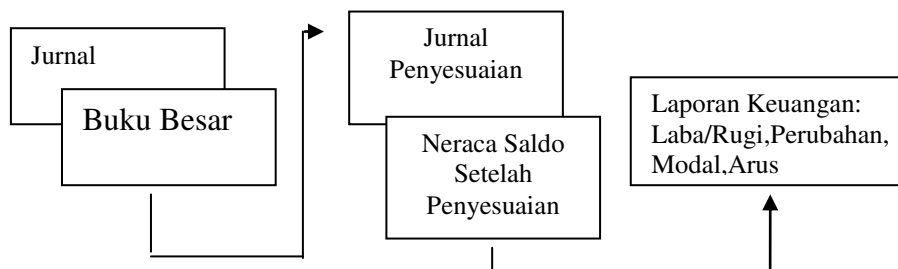 Jurnal
Buku Besar
Jurnal
Penyesuaian
Neraca Saldo
Setelah
Penyesuaian
Laporan Keuangan:
Laba/Rugi,Perubahan,
Modal,Arus